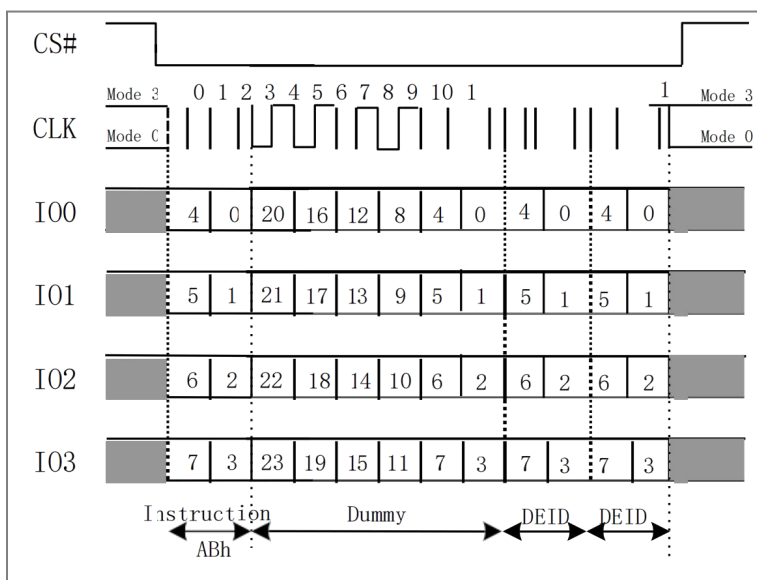 CS#
Mode 3 0 1 2 3 4 5 6 7 8 9 10 1 1 Mode 3
CLK
Mode 0 Mode 0
IO0 4 0 20 16 12 8 4 0 4 0 4 0
IO1 5 1 21 17 13 9 5 1 5 1 5 1
IO2 6 2 22 18 14 10 6 2 6 2 6 2
IO3 7 3 23 19 15 11 7 3 7 3 7 3
Instruction Dummy DEID DEID
ABh